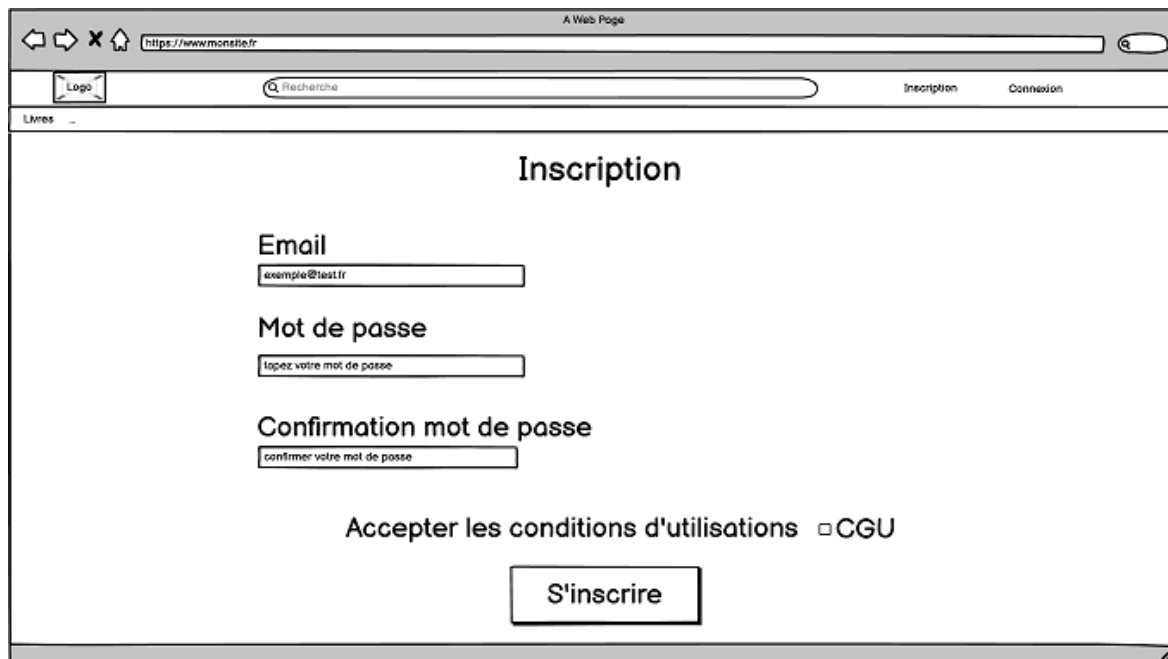 A Web Page
https://www.monsite.fr
Logo
Recherche
Inscription
Connexion
Livres ...
Inscription
Email
exemple@test.fr
Mot de passe
tapez votre mot de passe
Confirmation mot de passe
confirmer votre mot de passe
Accepter les conditions d'utilisations CGU
S'inscrire